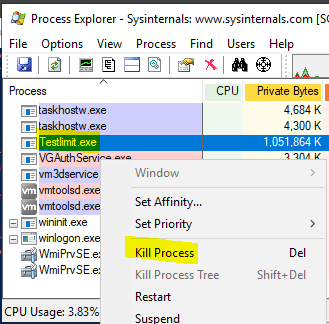 Process Explorer - Sysinternals: www.sysinternals.com [S
File Options View Process Find Users Help
Process CPU Private Bytes
taskhostw.exe 4,684 K
taskhostw.exe 4,300 K
Testlimit.exe 1,051,864 K
VGAuthService.exe 3,304 K
vm3dservice
vmtoolsd.exe
vmtoolsd.exe
wininit.exe
winlogon.exe
WmiPrvSE.ex
WmiPrvSE.ex
Window
Set Affinity...
Set Priority
Kill Process Del
Kill Process Tree Shift+Del
Restart
Suspend
CPU Usage: 3.83%